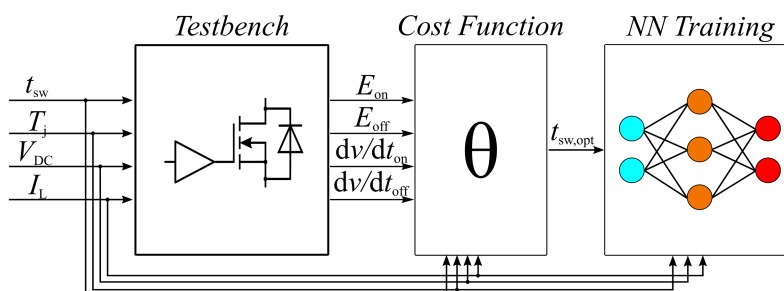 Testbench
Cost Function
NN Training
t_sw
T_j
V_DC
I_L
E_on
E_off
dv/dt_on
dv/dt_off
θ
t_sw,opt